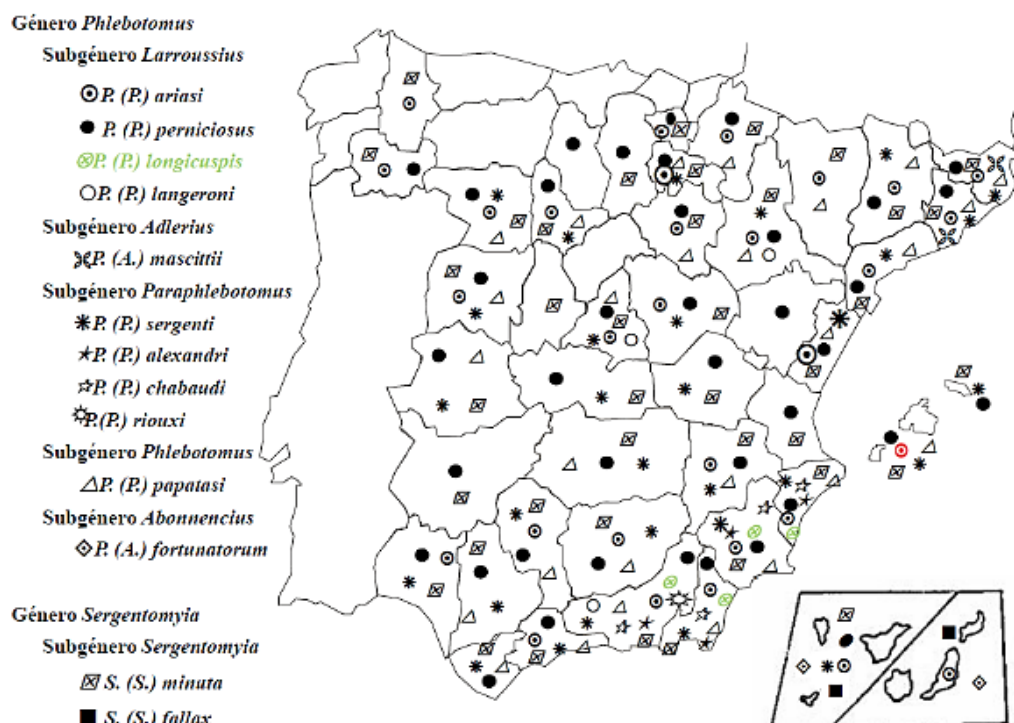 Género Phlebotomus
Subgénero Larroussius
P. (P.) ariasi
P. (P.) perniciosus
P. (P.) longicuspis
P. (P.) langeroni
Subgénero Adlerius
P. (A.) mascittii
Subgénero Paraphlebotomus
P. (P.) sergenti
P. (P.) alexandri
P. (P.) chabaudi
P.(P.) riouxi
Subgénero Phlebotomus
P. (P.) papatasi
Subgénero Abonnencius
P. (A.) fortunatorum
Género Sergentomyia
Subgénero Sergentomyia
S. (S.) minuta
S. (S.) fallax